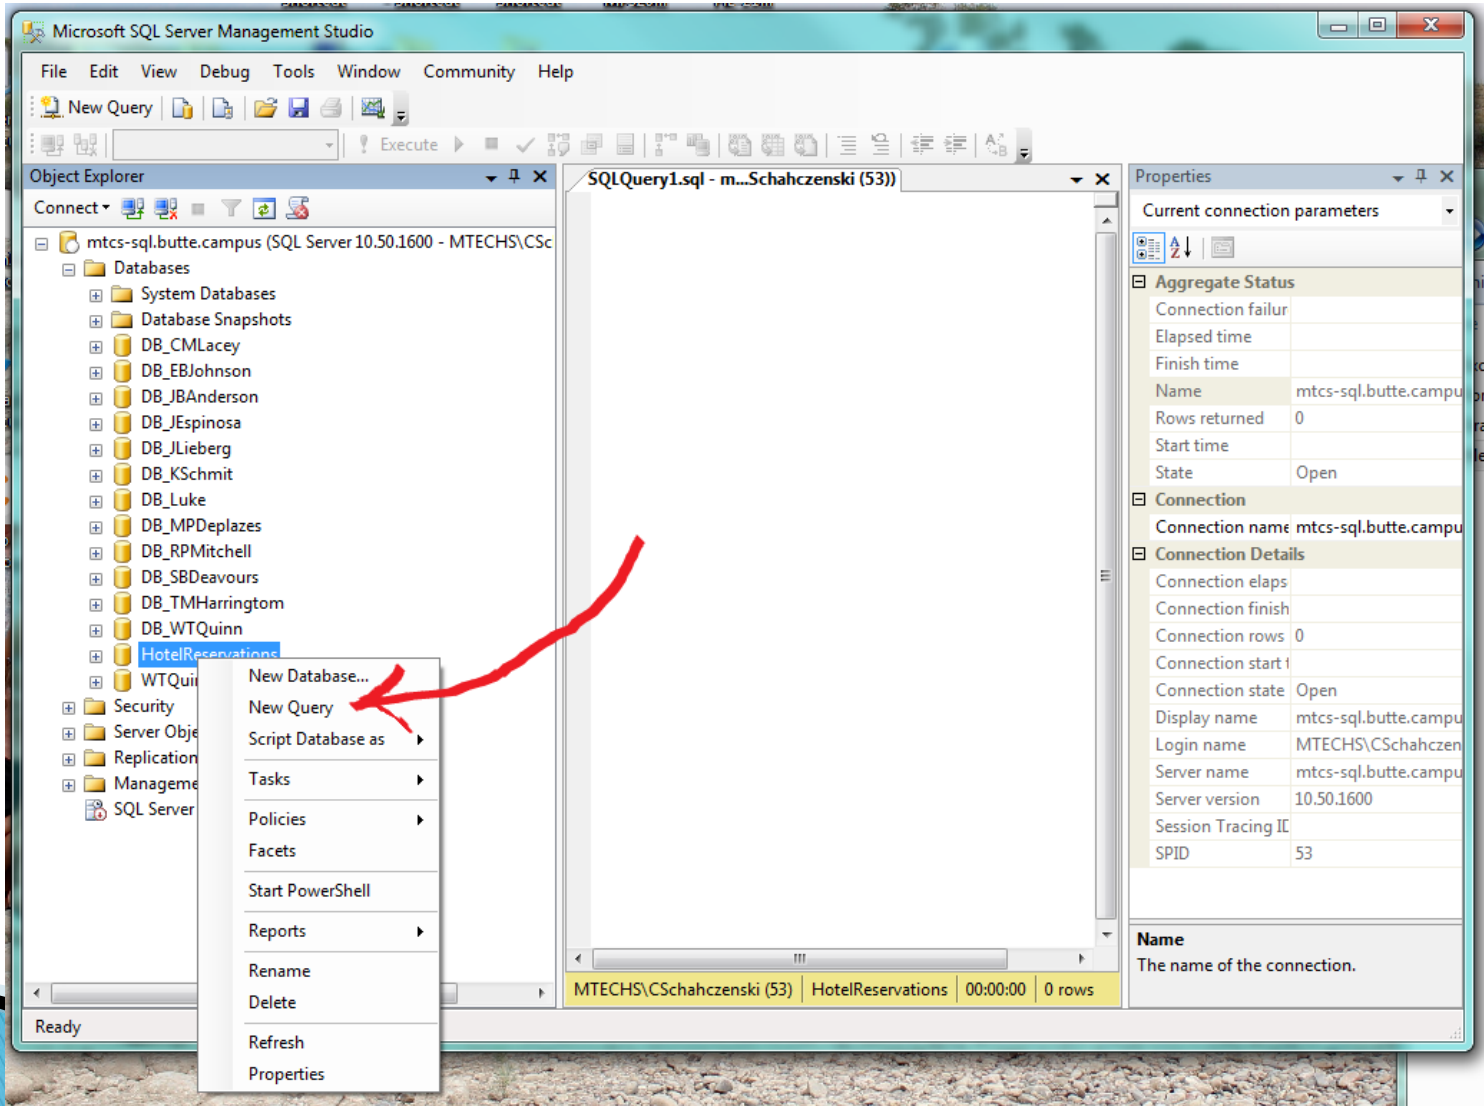 Microsoft SQL Server Management Studio
File Edit View Debug Tools Window Community Help
New Query
Execute
Object Explorer
Connect
mtcs-sql.butte.campus (SQL Server 10.50.1600 - MTECHS\CSc
Databases
System Databases
Database Snapshots
DB_CMLacey
DB_EBJohnson
DB_JBAnderson
DB_JEspinosa
DB_JLieberg
DB_KSchmit
DB_Luke
DB_MPDeplazes
DB_RPMitchell
DB_SBDeavours
DB_TMHarringtom
DB_WTQuinn
HotelReservations
WTQui
Security
Server Obje
Replication
Manageme
SQL Server
New Database...
New Query
Script Database as
Tasks
Policies
Facets
Start PowerShell
Reports
Rename
Delete
Refresh
Properties
Ready
SQLQuery1.sql - m...Schahczenski (53))
MTECHS\CSchahczenski (53) HotelReservations 00:00:00 0 rows
Properties
Current connection parameters
Aggregate Status
Connection failur
Elapsed time
Finish time
Name mtcs-sql.butte.campu
Rows returned 0
Start time
State Open
Connection
Connection name mtcs-sql.butte.campu
Connection Details
Connection elaps
Connection finish
Connection rows 0
Connection start t
Connection state Open
Display name mtcs-sql.butte.campu
Login name MTECHS\CSchahczen
Server name mtcs-sql.butte.campu
Server version 10.50.1600
Session Tracing ID
SPID 53
Name
The name of the connection.